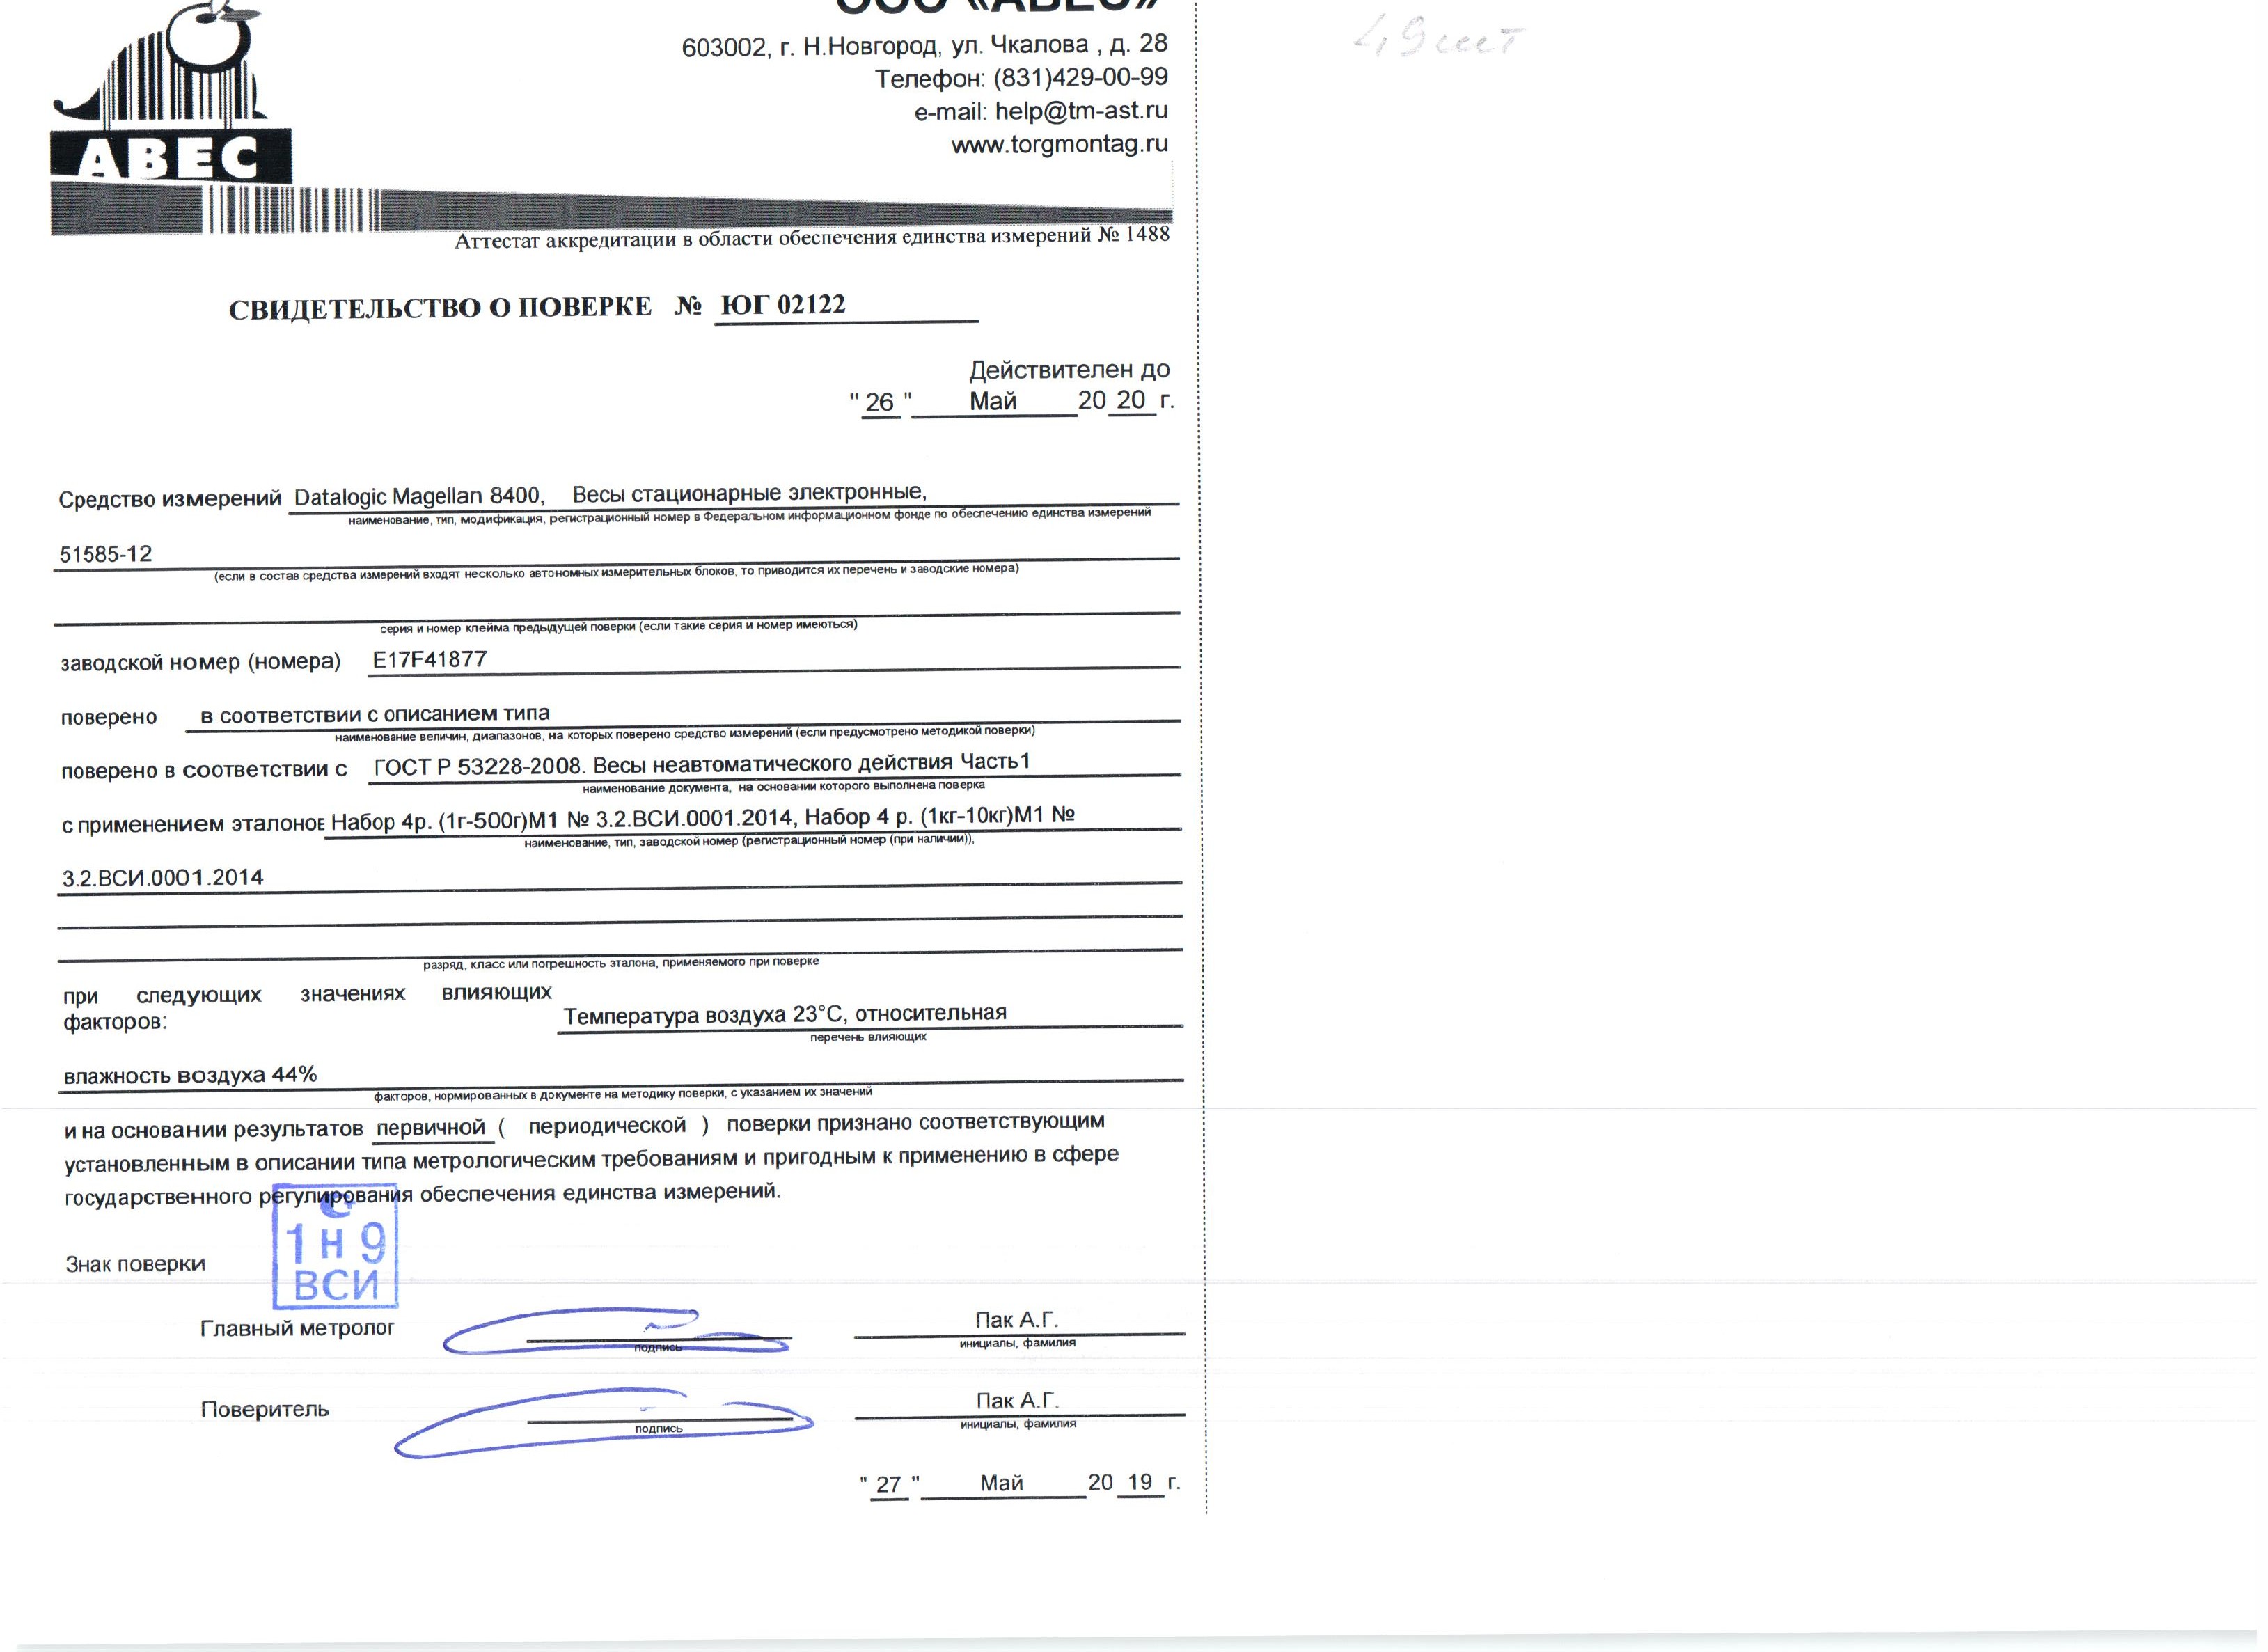 ООО «АВЕС»
49 шт
603002, г. Н.Новгород, ул. Чкалова , д. 28
Телефон: (831)429-00-99
e-mail: help@tm-ast.ru
www.torgmontag.ru
АВЕС
Аттестат аккредитации в области обеспечения единства измерений № 1488
СВИДЕТЕЛЬСТВО О ПОВЕРКЕ № ЮГ 02122
Действителен до
" 26 " Май 20 20 г.
Средство измерений Datalogic Magellan 8400, Весы стационарные электронные,
наименование, тип, модификация, регистрационный номер в Федеральном информационном фонде по обеспечению единства измерений
51585-12
(если в состав средства измерений входят несколько автономных измерительных блоков, то приводится их перечень и заводские номера)
серия и номер клейма предыдущей поверки (если такие серия и номер имеються)
заводской номер (номера) E17F41877
поверено в соответствии с описанием типа
наименование величин, диапазонов, на которых поверено средство измерений (если предусмотрено методикой поверки)
поверено в соответствии с ГОСТ Р 53228-2008. Весы неавтоматического действия Часть1
наименование документа, на основании которого выполнена поверка
с применением эталонов Набор 4р. (1г-500г)М1 № 3.2.ВСИ.0001.2014, Набор 4 р. (1кг-10кг)М1 №
наименование, тип, заводской номер (регистрационный номер (при наличии)),
3.2.ВСИ.0001.2014
разряд, класс или погрешность эталона, применяемого при поверке
при следующих значениях влияющих
факторов: Температура воздуха 23°С, относительная
перечень влияющих
влажность воздуха 44%
факторов, нормированных в документе на методику поверки, с указанием их значений
и на основании результатов первичной ( периодической ) поверки признано соответствующим
установленным в описании типа метрологическим требованиям и пригодным к применению в сфере
государственного регулирования обеспечения единства измерений.
1 Н 9
ВСИ
Знак поверки
Главный метролог Пак А.Г.
подпись инициалы, фамилия
Поверитель Пак А.Г.
подпись инициалы, фамилия
" 27 " Май 20 19 г.